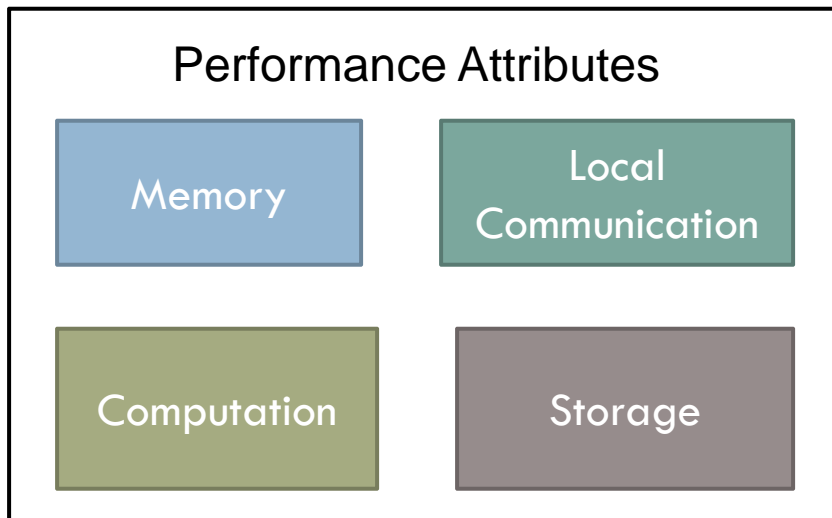 Performance Attributes
Memory
Local
Communication
Computation
Storage